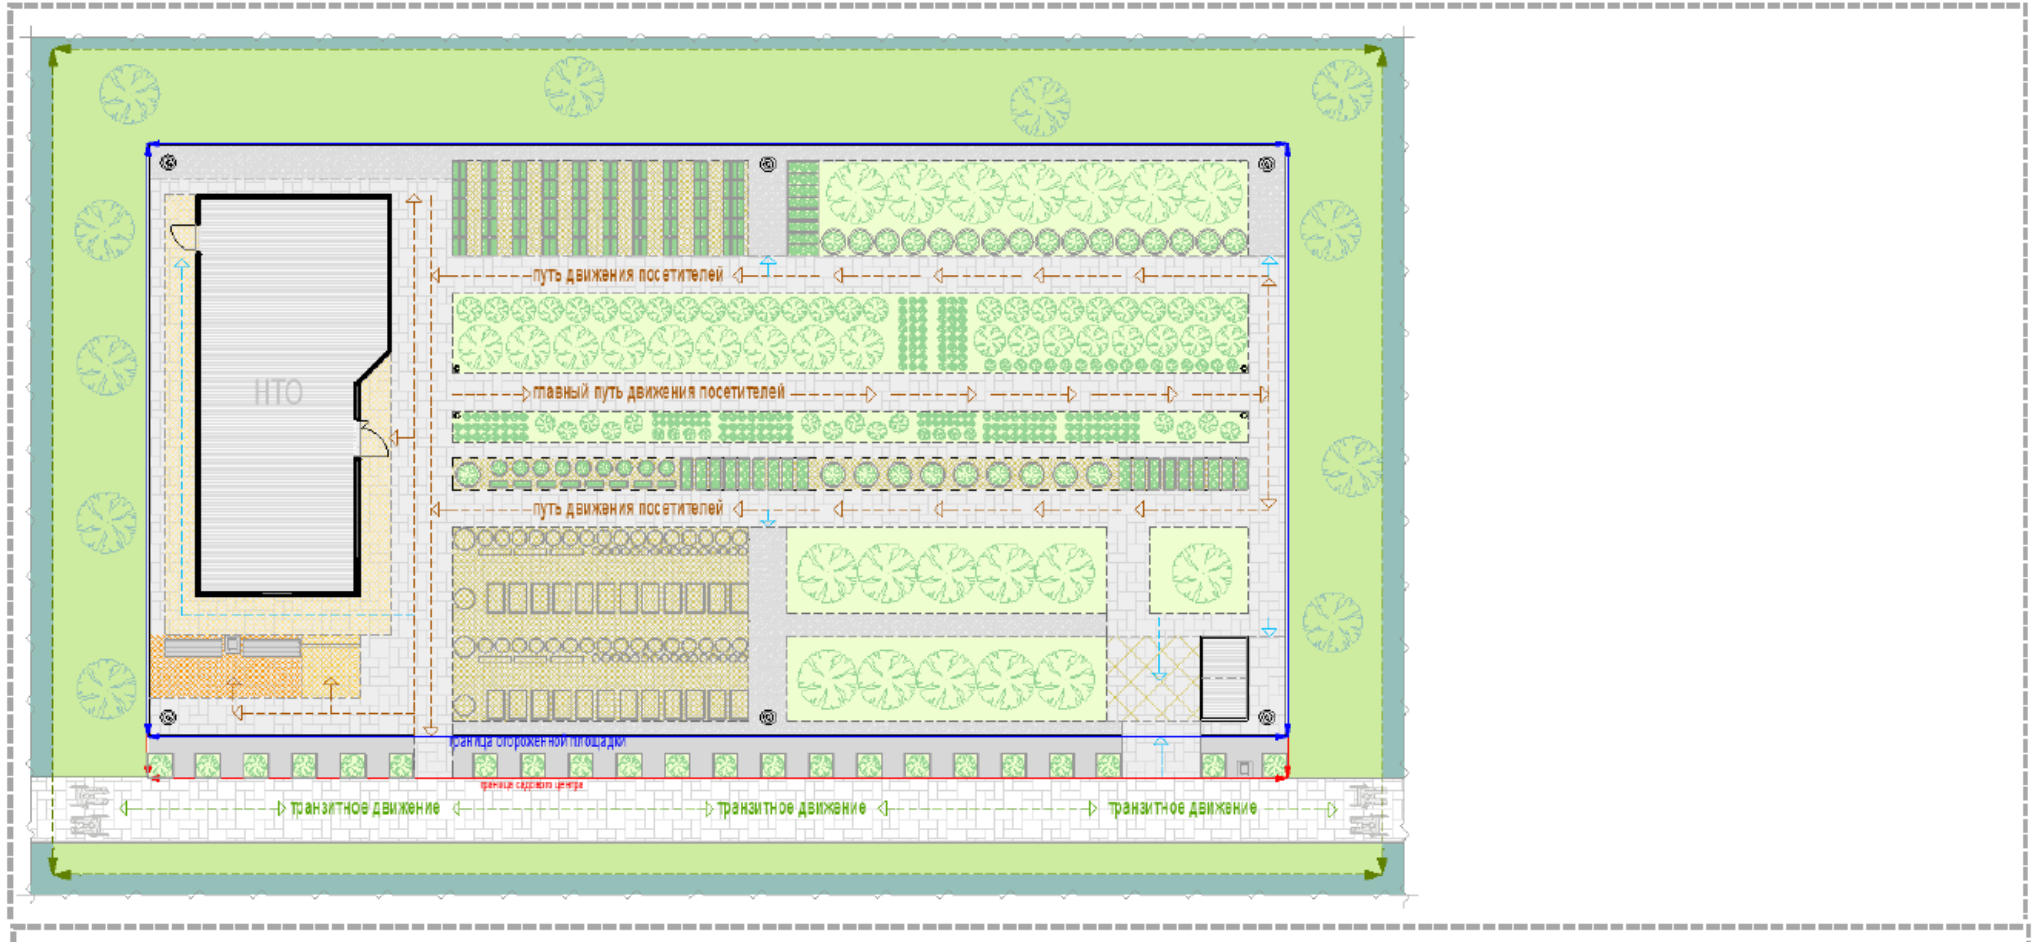 путь движения посетителей
НТО
главный путь движения посетителей
путь движения посетителей
граница огороженной площадки
граница садового центра
транзитное движение
транзитное движение
транзитное движение